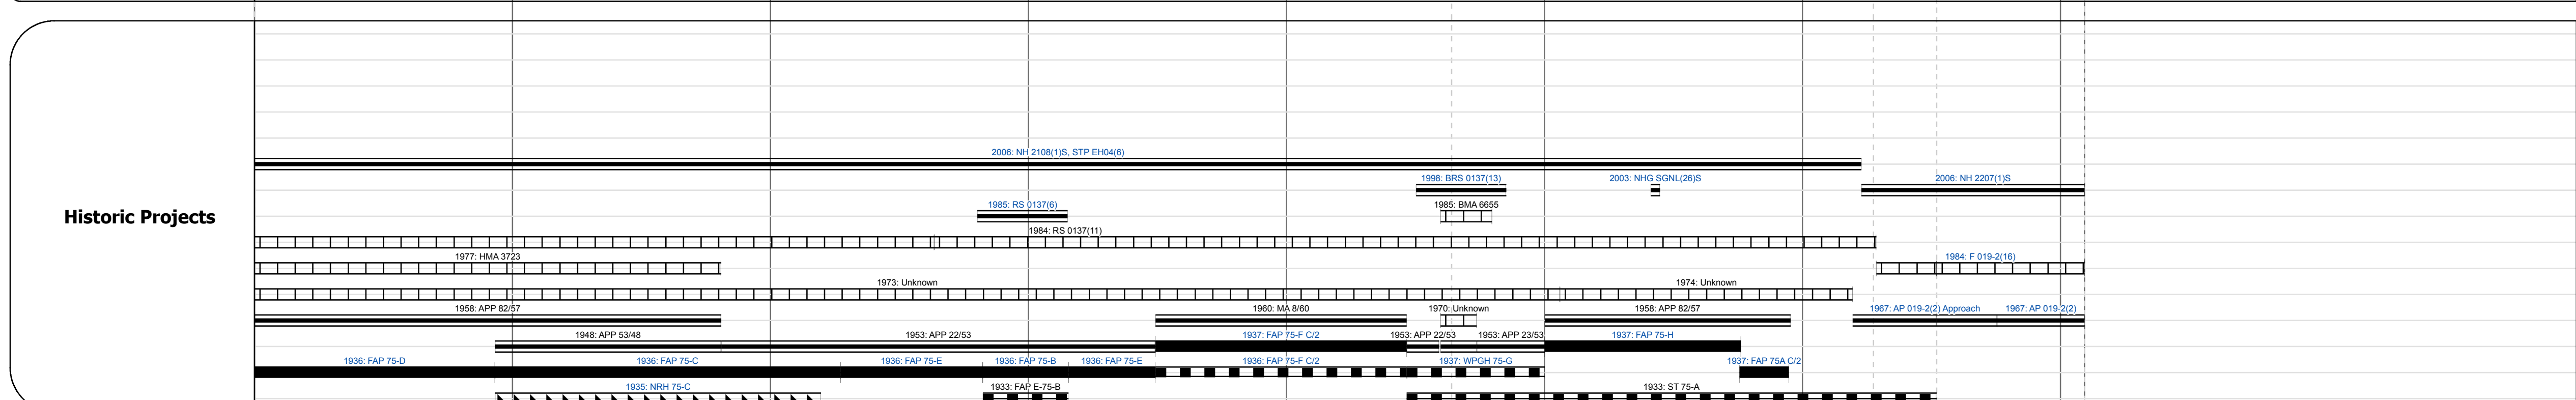 2006: NH 2108(1)S, STP EH04(6)
1998: BRS 0137(13) 2003: NHG SGNL(26)S 2006: NH 2207(1)S
Historic Projects
1985: RS 0137(6) 1985: BMA 6655
1984: RS 0137(11)
1977: HMA 3723 1984: F 019-2(16)
1973: Unknown 1974: Unknown
1958: APP 82/57 1960: MA 8/60 1970: Unknown 1958: APP 82/57 1967: AP 019-2(2) Approach 1967: AP 019-2(2)
1948: APP 53/48 1953: APP 22/53 1937: FAP 75-F C/2 1953: APP 22/53 1953: APP 23/53 1937: FAP 75-H
1936: FAP 75-D 1936: FAP 75-C 1936: FAP 75-E 1936: FAP 75-B 1936: FAP 75-E 1936: FAP 75-F C/2 1937: WPGH 75-G 1937: FAP 75A C/2
1935: NRH 75-C 1933: FAP E-75-B 1933: ST 75-A